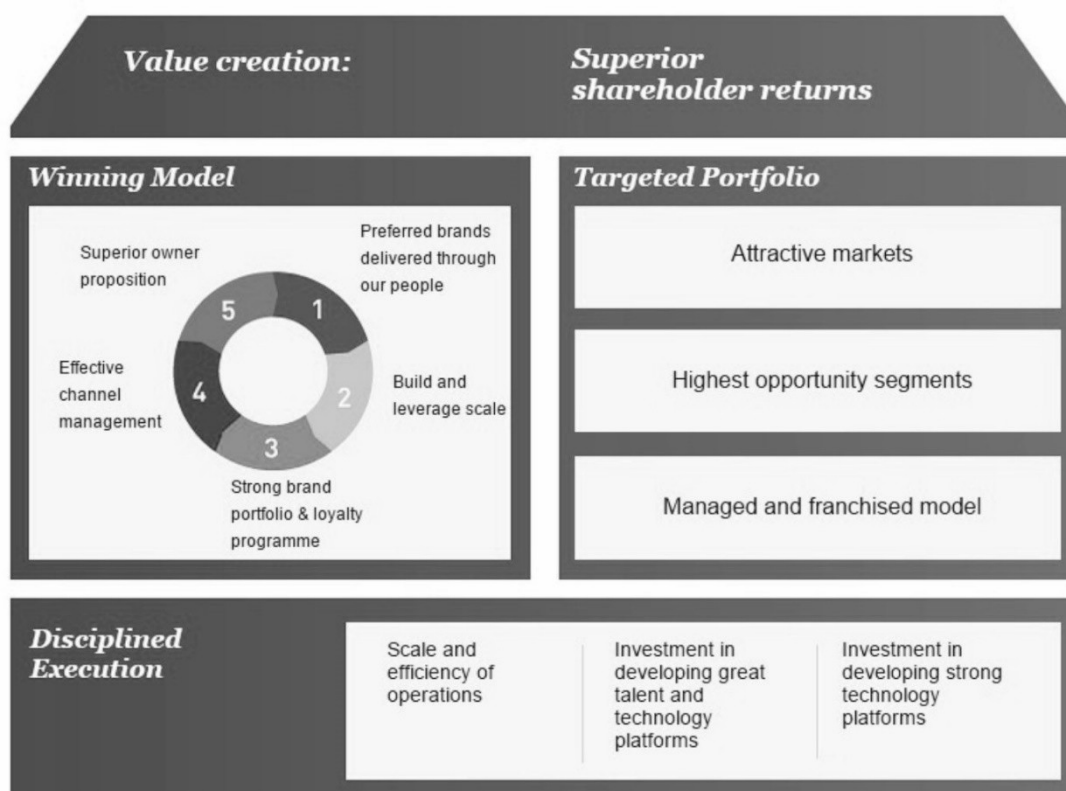 Value creation:
Superior
shareholder returns
Winning Model
Superior owner
proposition
Preferred brands
delivered through
our people
5
1
Effective
channel
management
4
2
Build and
leverage scale
3
Strong brand
portfolio & loyalty
programme
Targeted Portfolio
Attractive markets
Highest opportunity segments
Managed and franchised model
Disciplined
Execution
Scale and
efficiency of
operations
Investment in
developing great
talent and
technology
platforms
Investment in
developing strong
technology
platforms